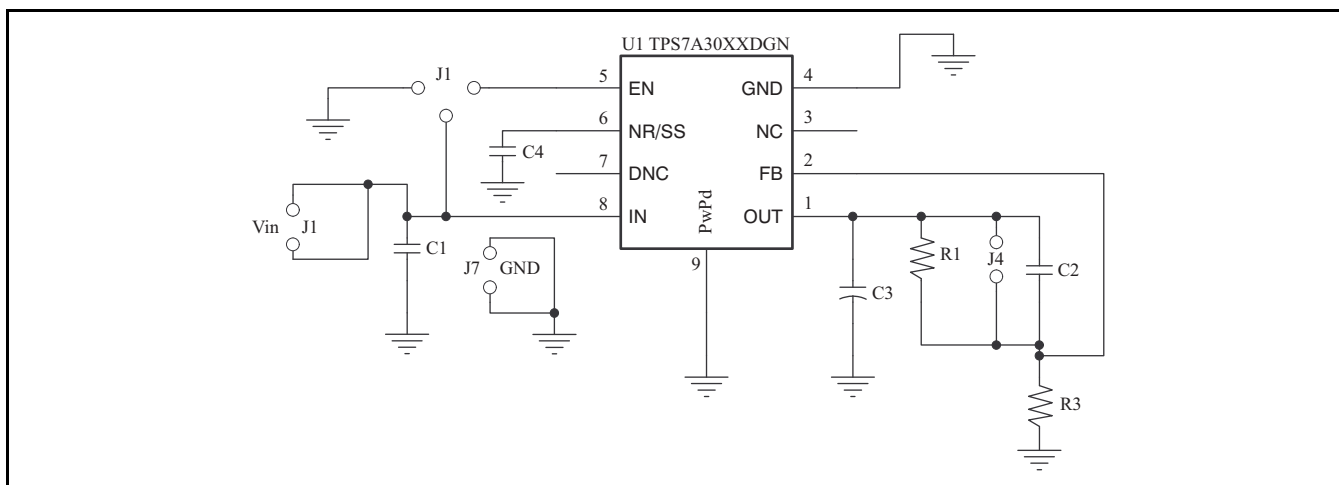 U1 TPS7A30XXDGN
J1
5
EN
GND
4
6
NR/SS
NC
3
C4
7
DNC
FB
2
Vin
J1
8
IN
OUT
1
PwPd
C1
J7
GND
9
R1
J4
C2
C3
R3